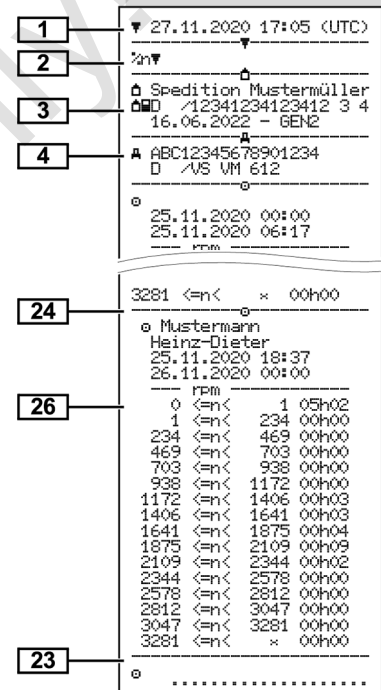 1 ▼ 27.11.2020 17:05 (UTC)
2 %n▼
Spedition Mustermüller
3 D /12341234123412 3 4
16.06.2022 - GEN2
4 A ABC12345678901234
D /VS VM 612
25.11.2020 00:00
25.11.2020 06:17
--- rpm ---
3281 <=n< × 00h00
24
Mustermann
Heinz-Dieter
25.11.2020 18:37
26.11.2020 00:00
--- rpm ---
26 0 <=n< 1 05h02
1 <=n< 234 00h00
234 <=n< 469 00h00
469 <=n< 703 00h00
703 <=n< 938 00h00
938 <=n< 1172 00h00
1172 <=n< 1406 00h03
1406 <=n< 1641 00h03
1641 <=n< 1875 00h04
1875 <=n< 2109 00h09
2109 <=n< 2344 00h02
2344 <=n< 2578 00h00
2578 <=n< 2812 00h00
2812 <=n< 3047 00h00
3047 <=n< 3281 00h00
3281 <=n< × 00h00
23
....................